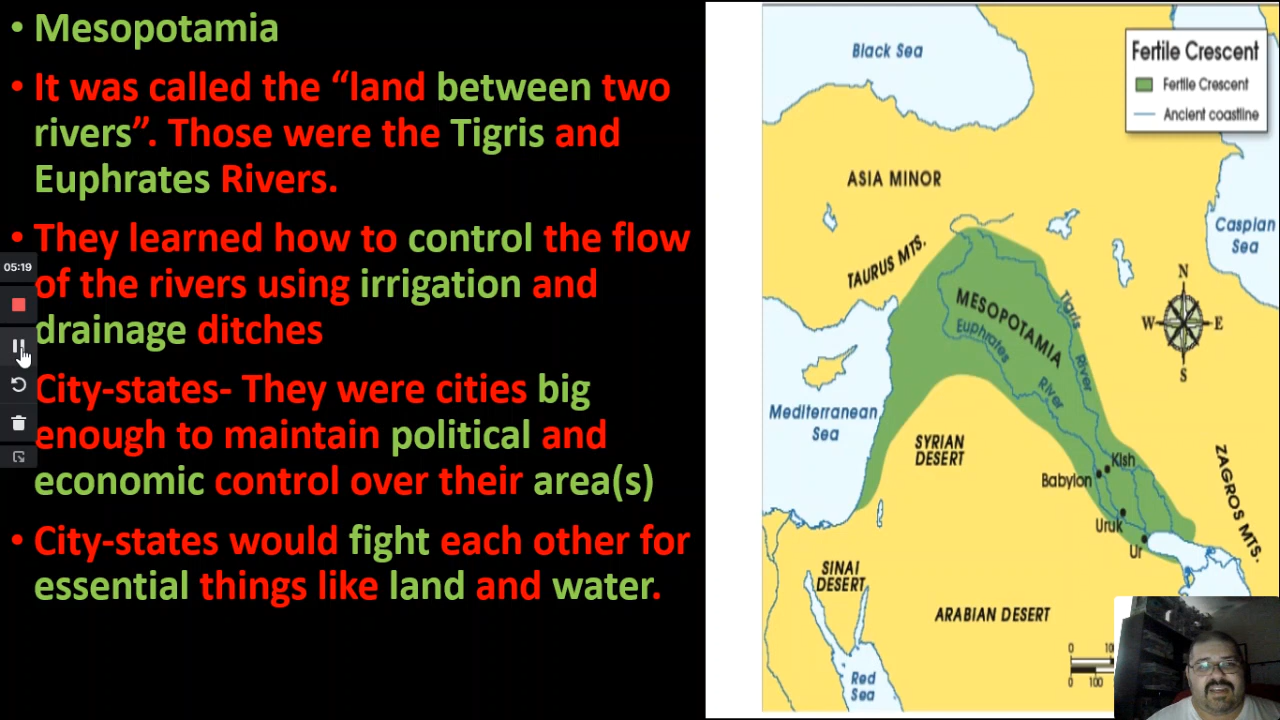 • Mesopotamia
• It was called the “land between two
rivers”. Those were the Tigris and
Euphrates Rivers.
• They learned how to control the flow
of the rivers using irrigation and
drainage ditches
City-states- They were cities big
enough to maintain political and
economic control over their area(s)
• City-states would fight each other for
essential things like land and water.
05:19
Fertile Crescent
Fertile Crescent
Ancient coastline
Black Sea
ASIA MINOR
Caspian
Sea
TAURUS MTS.
N
W E
S
MESOPOTAMIA
Tigris
River
Euphrates
River
Mediterranean
Sea
SYRIAN
DESERT
Kish
Babylon
Uruk
Ur
ZAGROS MTS.
SINAI
DESERT
ARABIAN DESERT
Red
Sea
0
0 100